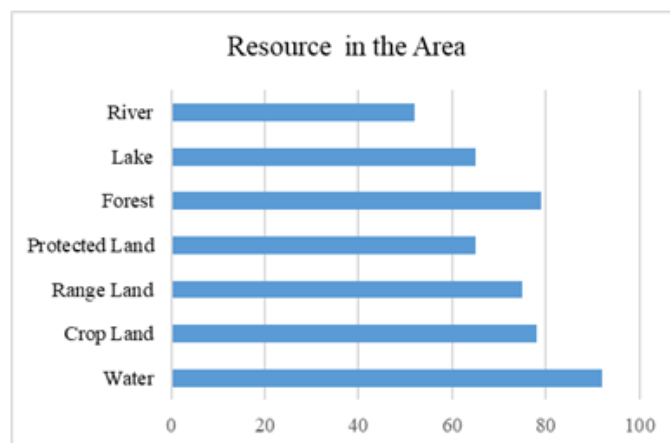 Resource in the Area
River
Lake
Forest
Protected Land
Range Land
Crop Land
Water
0 20 40 60 80 100